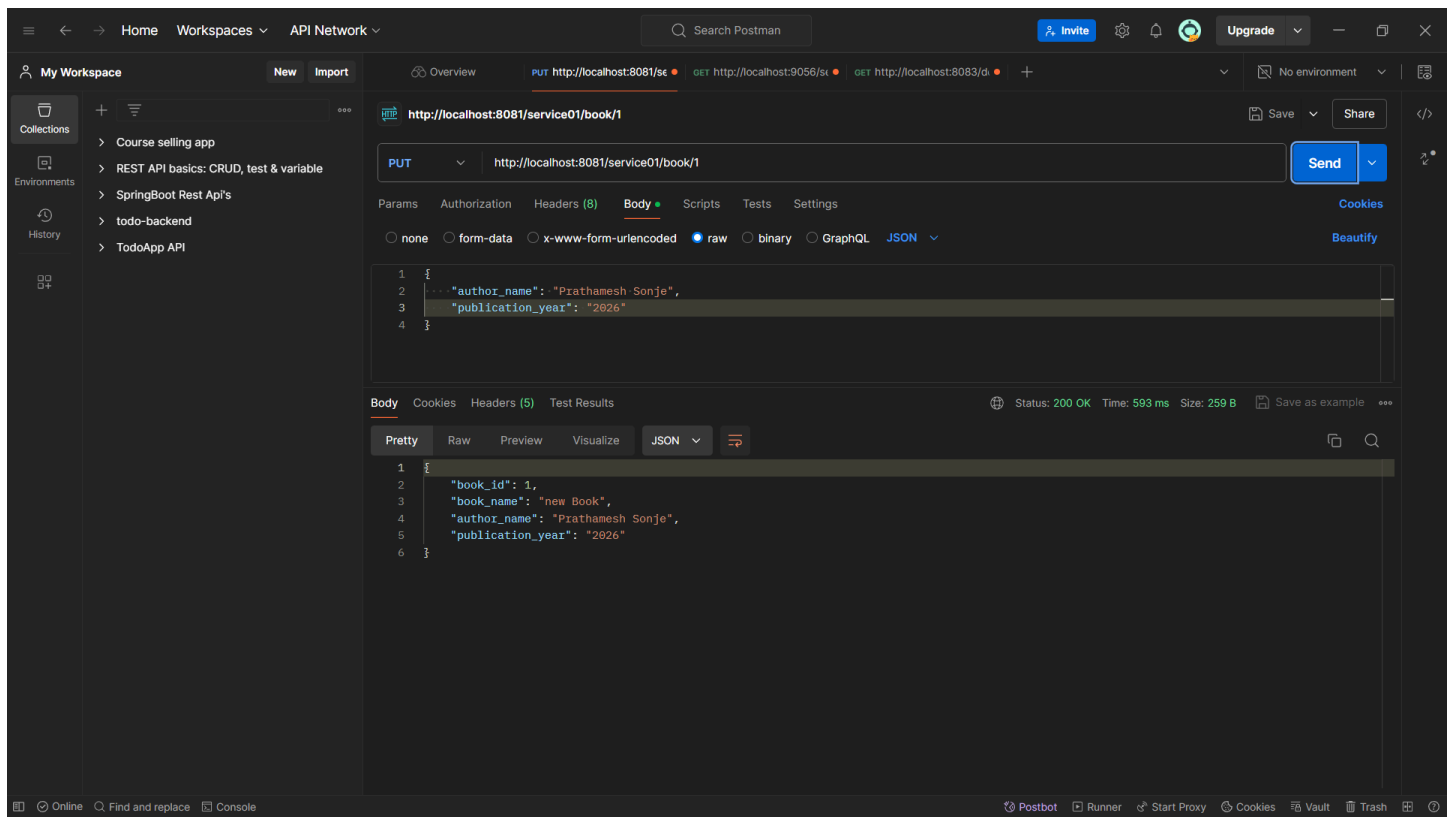 Home Workspaces API Network Search Postman Invite Upgrade
My Workspace New Import Overview PUT http://localhost:8081/se GET http://localhost:9056/se GET http://localhost:8083/d No environment
Collections
Environments
History
Course selling app
REST API basics: CRUD, test & variable
SpringBoot Rest Api's
todo-backend
TodoApp API
HTTP http://localhost:8081/service01/book/1 Save Share
PUT http://localhost:8081/service01/book/1 Send
Params Authorization Headers (8) Body Scripts Tests Settings Cookies
none form-data x-www-form-urlencoded raw binary GraphQL JSON Beautify
1 {
2 "author_name": "Prathamesh Sonje",
3 "publication_year": "2026"
4 }
Body Cookies Headers (5) Test Results Status: 200 OK Time: 593 ms Size: 259 B Save as example
Pretty Raw Preview Visualize JSON
1 {
2 "book_id": 1,
3 "book_name": "new Book",
4 "author_name": "Prathamesh Sonje",
5 "publication_year": "2026"
6 }
Online Find and replace Console Postbot Runner Start Proxy Cookies Vault Trash